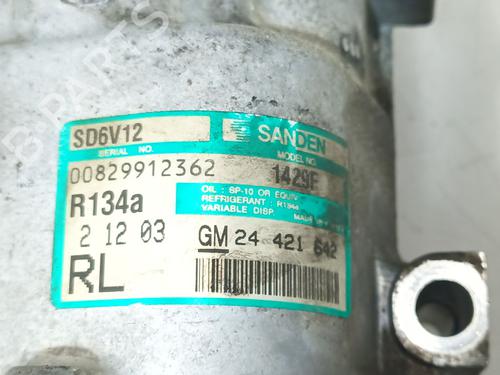 SD6V12
SANDEN
SERIAL NO.
MODEL NO.
00829912362
1429F
R134a
OIL : SP-10 OR EQUIV.
REFRIGERANT : R134a
VARIABLE DISP.
MADE
2 12 03
GM 24 421 642
RL